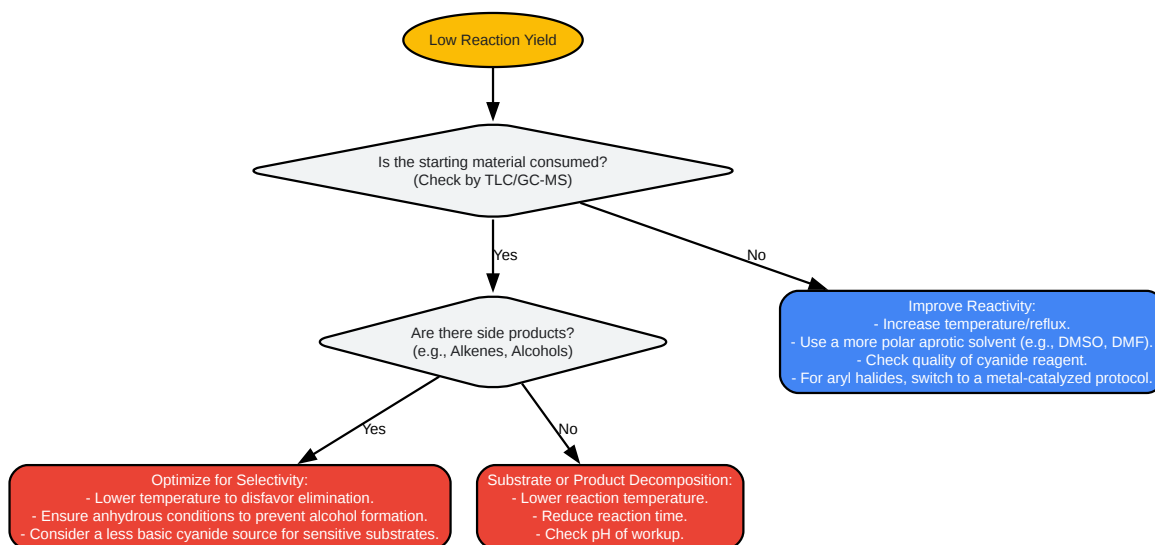 Low Reaction Yield
Is the starting material consumed?
(Check by TLC/GC-MS)
Yes
No
Are there side products?
(e.g., Alkenes, Alcohols)
Improve Reactivity:
- Increase temperature/reflux.
- Use a more polar aprotic solvent (e.g., DMSO, DMF).
- Check quality of cyanide reagent.
- For aryl halides, switch to a metal-catalyzed protocol.
Yes
No
Optimize for Selectivity:
- Lower temperature to disfavor elimination.
- Ensure anhydrous conditions to prevent alcohol formation.
- Consider a less basic cyanide source for sensitive substrates.
Substrate or Product Decomposition:
- Lower reaction temperature.
- Reduce reaction time.
- Check pH of workup.